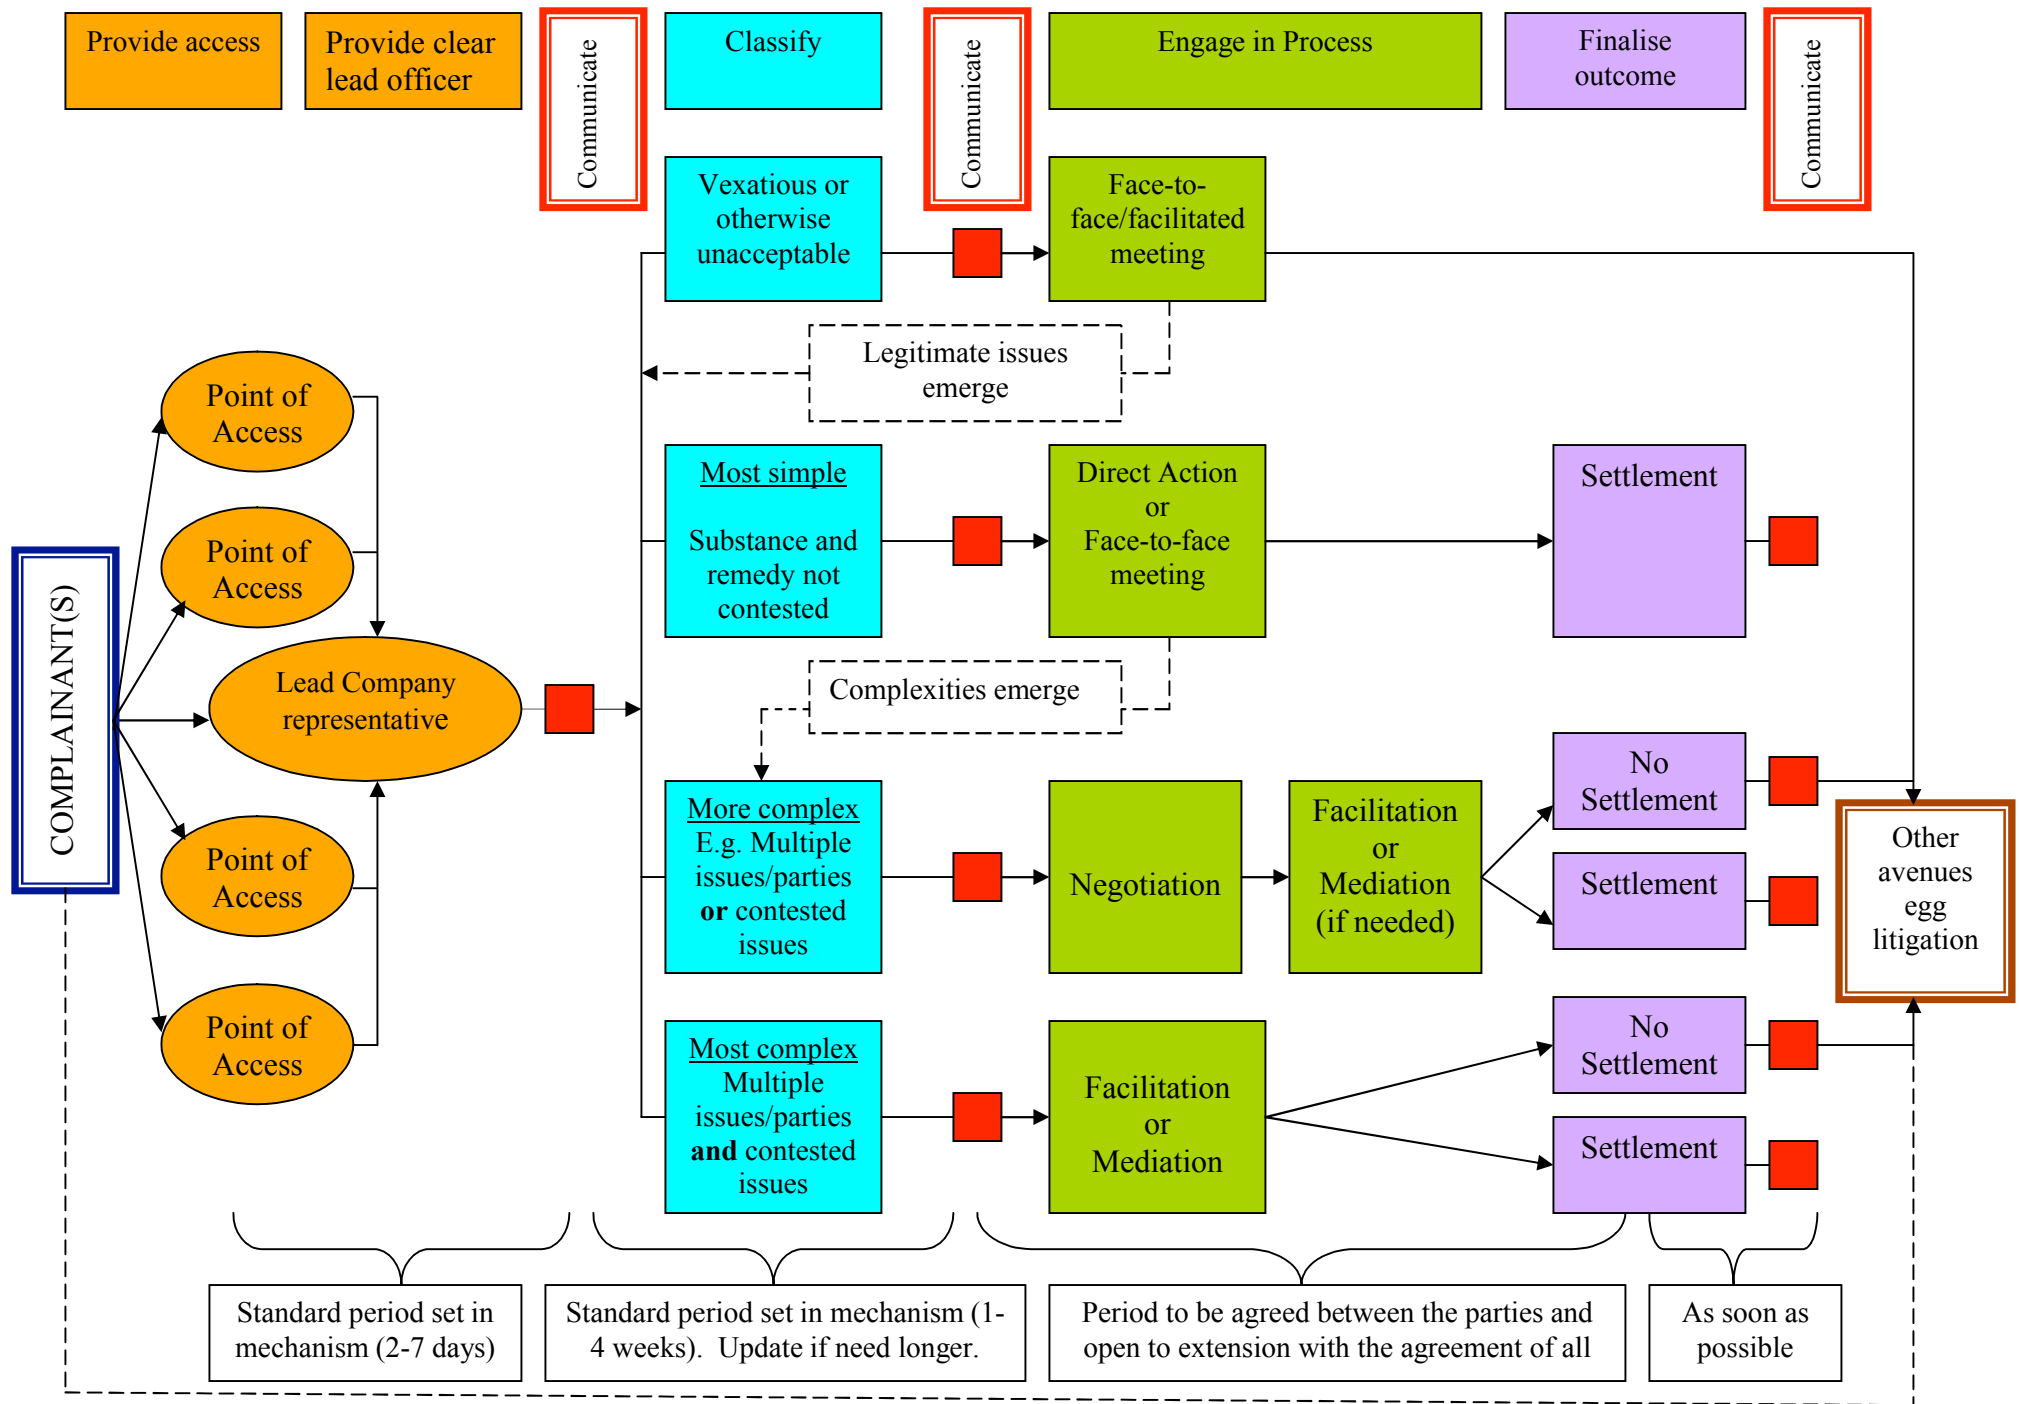 Provide access
Provide clear
lead officer
Communicate
Classify
Communicate
Engage in Process
Finalise
outcome
Communicate
Vexatious or
otherwise
unacceptable
Face-to-
face/facilitated
meeting
Legitimate issues
emerge
Point of
Access
Point of
Access
COMPLAINANT(S)
Lead Company
representative
Point of
Access
Point of
Access
Most simple
Substance and
remedy not
contested
Direct Action
or
Face-to-face
meeting
Settlement
Complexities emerge
More complex
E.g. Multiple
issues/parties
or contested
issues
Negotiation
Facilitation
or
Mediation
(if needed)
No
Settlement
Settlement
Other
avenues
egg
litigation
Most complex
Multiple
issues/parties
and contested
issues
Facilitation
or
Mediation
No
Settlement
Settlement
Standard period set in
mechanism (2-7 days)
Standard period set in mechanism (1-
4 weeks).  Update if need longer.
Period to be agreed between the parties and
open to extension with the agreement of all
As soon as
possible